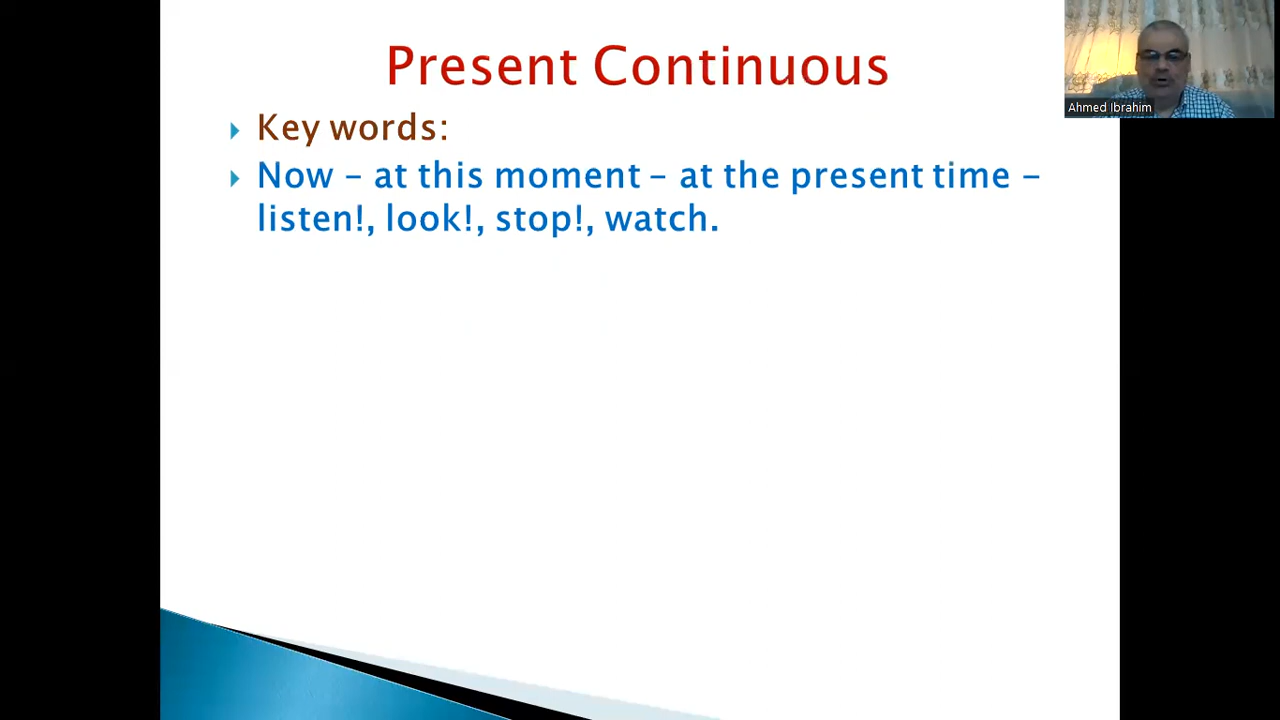 Present Continuous
Key words:
Now – at this moment – at the present time –
listen!, look!, stop!, watch.
Ahmed Ibrahim